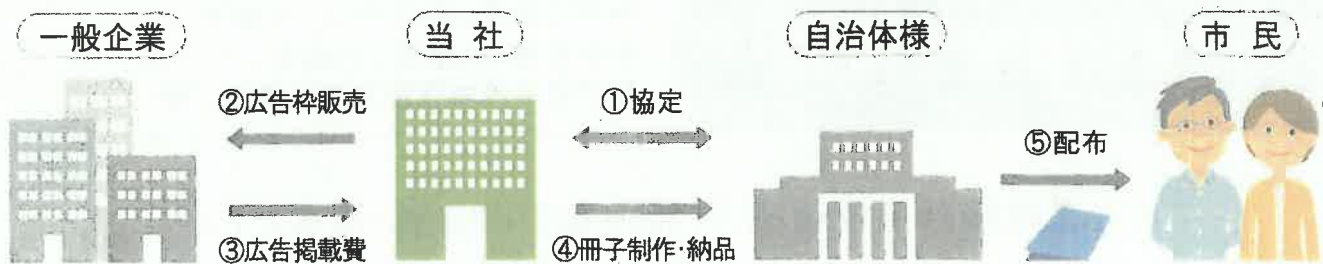 一般企業
当社
自治体様
市民
②広告枠販売
①協定
⑤配布
③広告掲載費
④冊子制作・納品